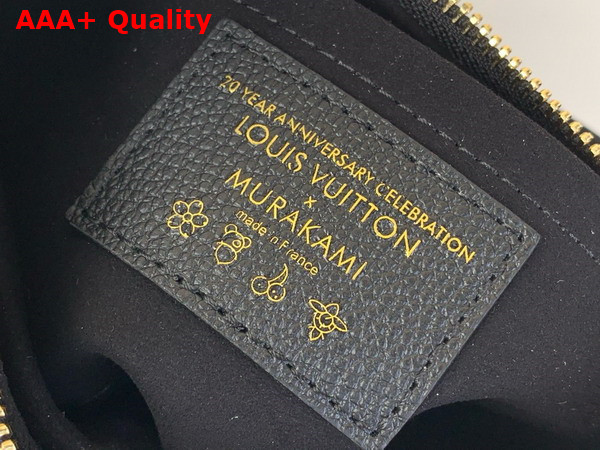 AAA+ Quality
20 YEAR ANNIVERSARY CELEBRATION
LOUIS VUITTON
x
MURAKAMI
made in France